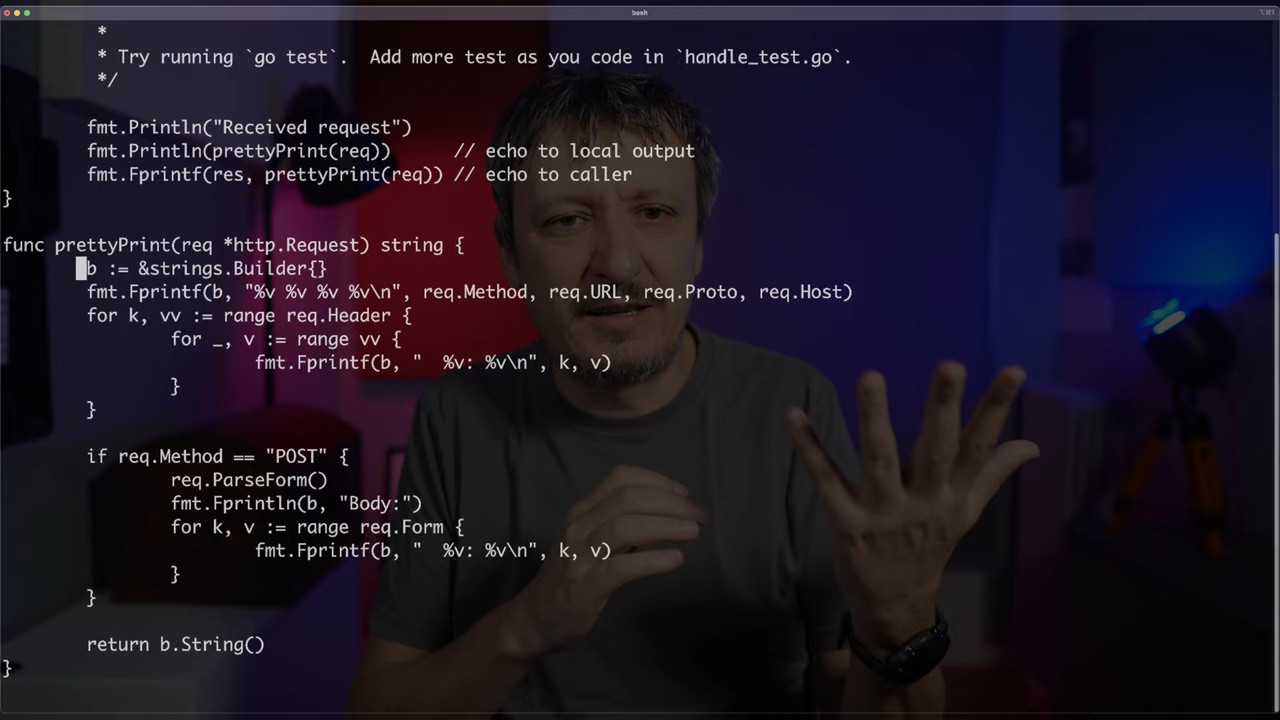 bash
⌥⌘1
*
* Try running `go test`.  Add more test as you code in `handle_test.go`.
*/
fmt.Println("Received request")
fmt.Println(prettyPrint(req))      // echo to local output
fmt.Fprintf(res, prettyPrint(req)) // echo to caller
}
func prettyPrint(req *http.Request) string {
b := &strings.Builder{}
fmt.Fprintf(b, "%v %v %v %v\n", req.Method, req.URL, req.Proto, req.Host)
for k, vv := range req.Header {
for _, v := range vv {
fmt.Fprintf(b, "  %v: %v\n", k, v)
}
}
if req.Method == "POST" {
req.ParseForm()
fmt.Fprintln(b, "Body:")
for k, v := range req.Form {
fmt.Fprintf(b, "  %v: %v\n", k, v)
}
}
return b.String()
}